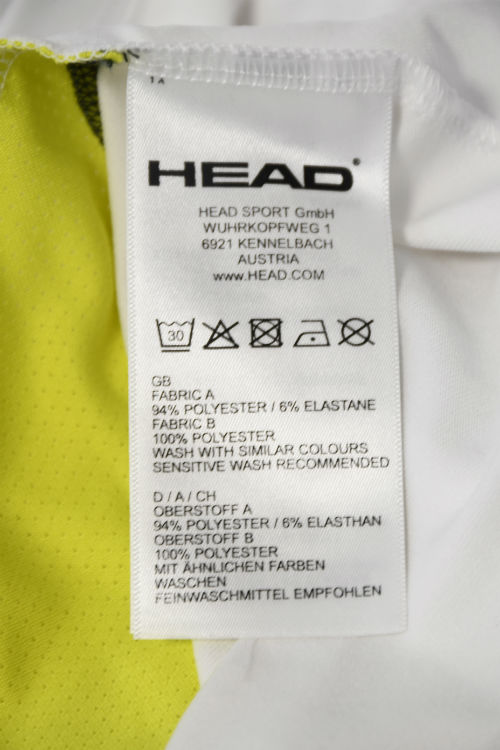 HEAD
HEAD SPORT GmbH
WUHRKOPFWEG 1
6921 KENNELBACH
AUSTRIA
www.HEAD.COM
30
GB
FABRIC A
94% POLYESTER / 6% ELASTANE
FABRIC B
100% POLYESTER
WASH WITH SIMILAR COLOURS
SENSITIVE WASH RECOMMENDED
D / A / CH
OBERSTOFF A
94% POLYESTER / 6% ELASTHAN
OBERSTOFF B
100% POLYESTER
MIT ÄHNLICHEN FARBEN
WASCHEN
FEINWASCHMITTEL EMPFOHLEN